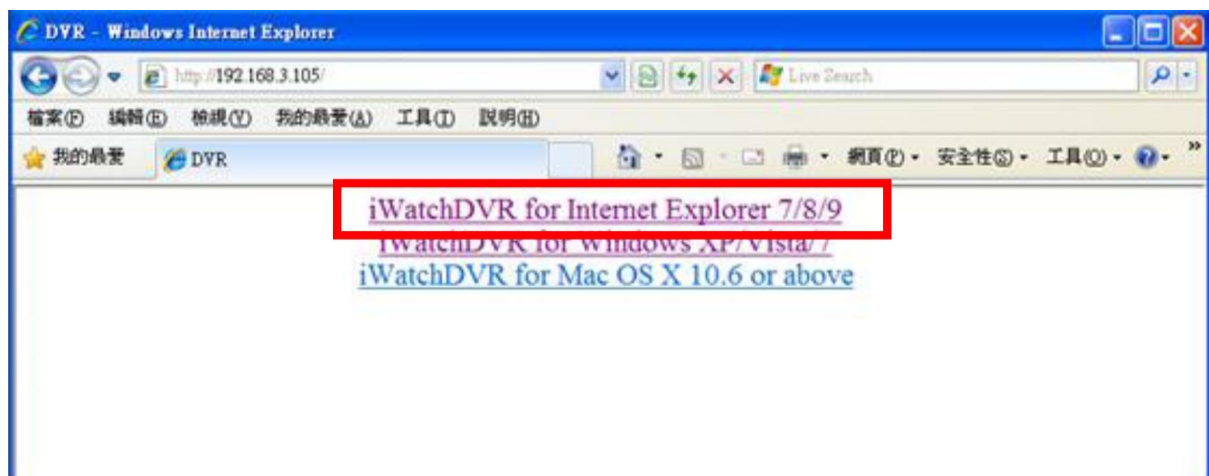 DVR - Windows Internet Explorer
http://192.168.3.105/ Live Search
檔案(F) 編輯(E) 檢視(V) 我的最愛(A) 工具(T) 說明(H)
我的最愛 DVR 網頁(P) 安全性(S) 工具(O)
iWatchDVR for Internet Explorer 7/8/9
iWatchDVR for Windows XP/Vista/7
iWatchDVR for Mac OS X 10.6 or above